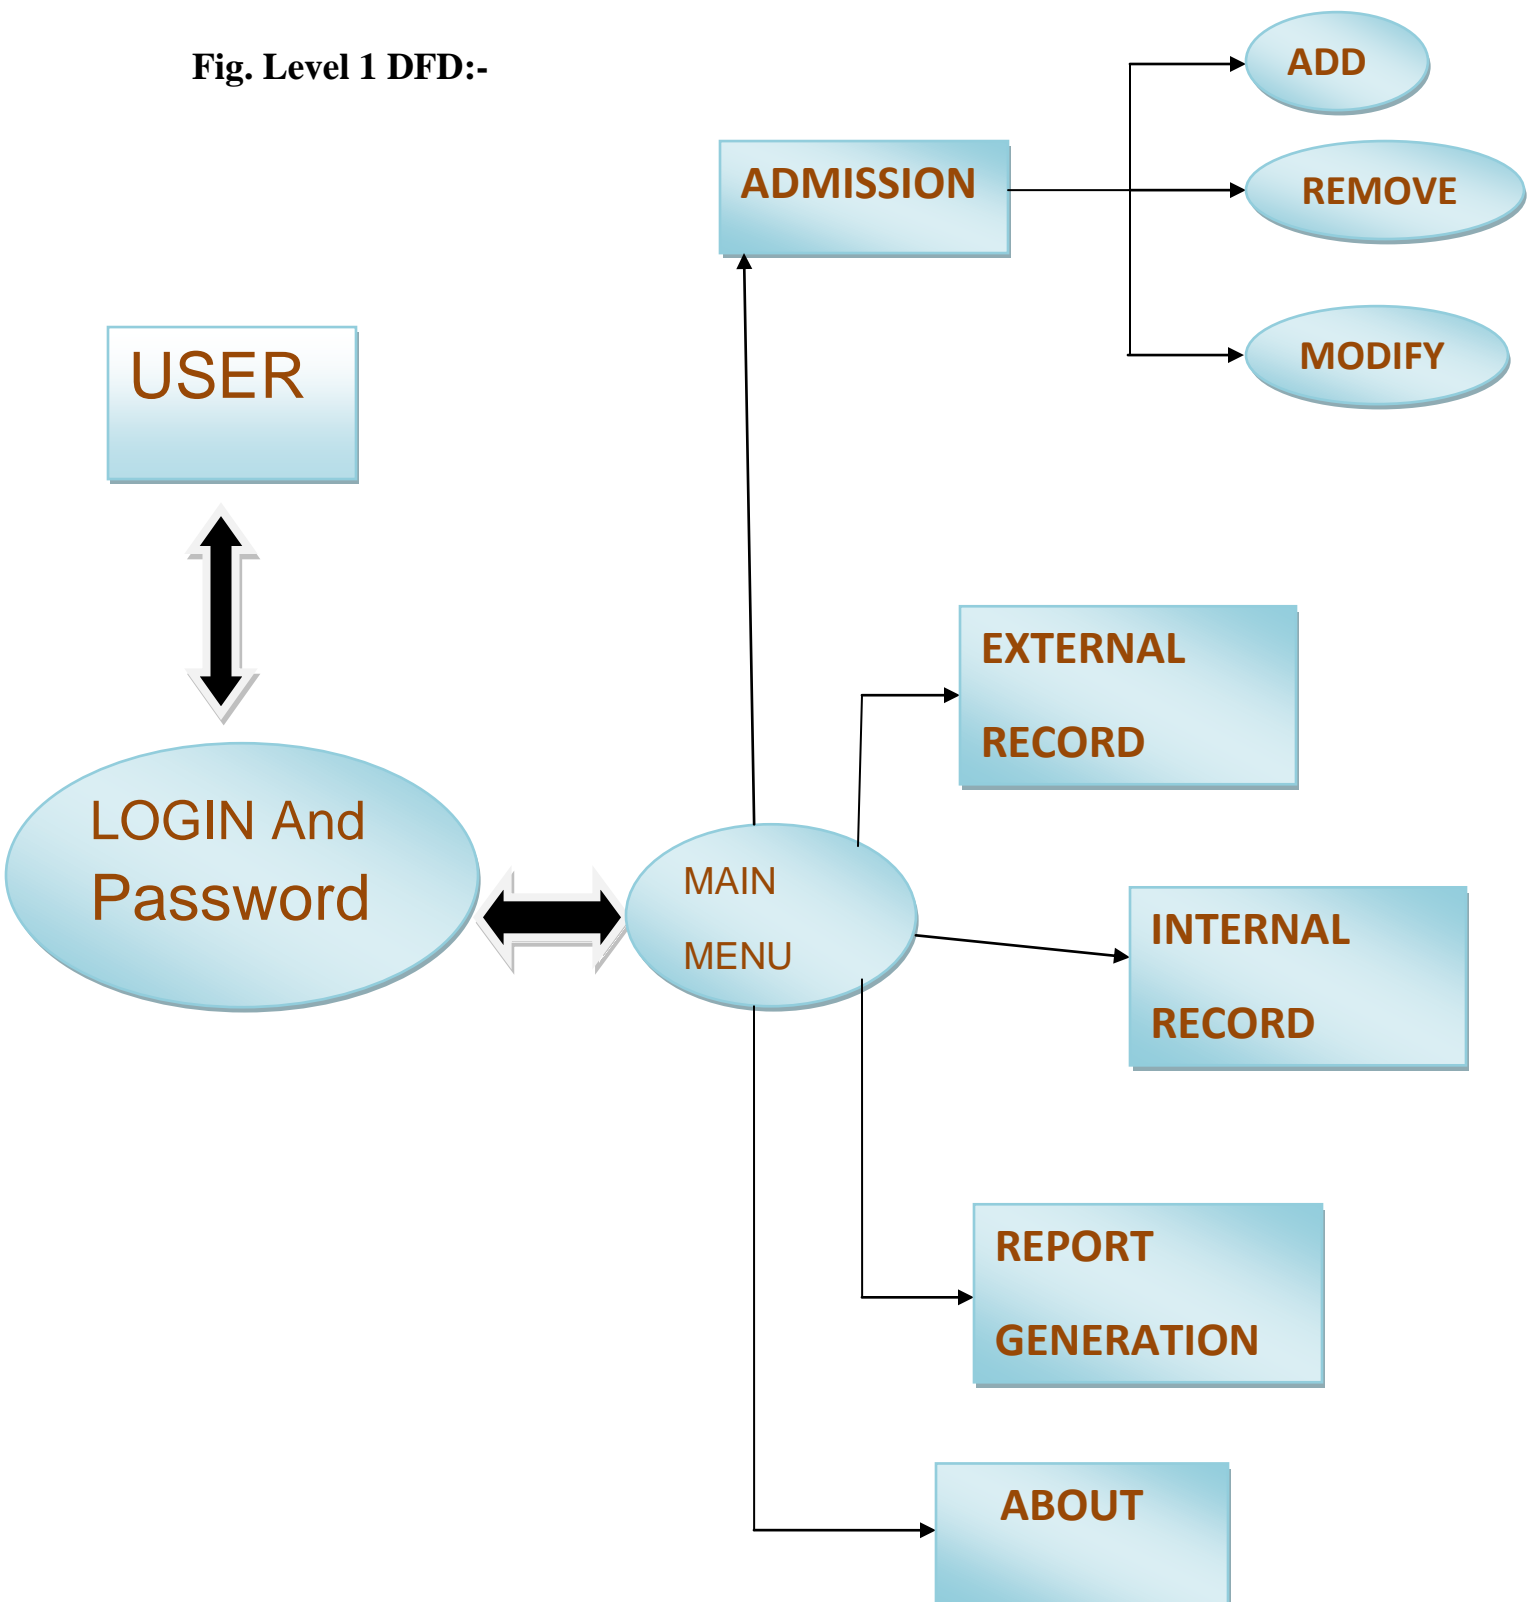 Fig. Level 1 DFD:-
ADD
ADMISSION
REMOVE
MODIFY
USER
EXTERNAL
RECORD
LOGIN And
Password
MAIN
MENU
INTERNAL
RECORD
REPORT
GENERATION
ABOUT